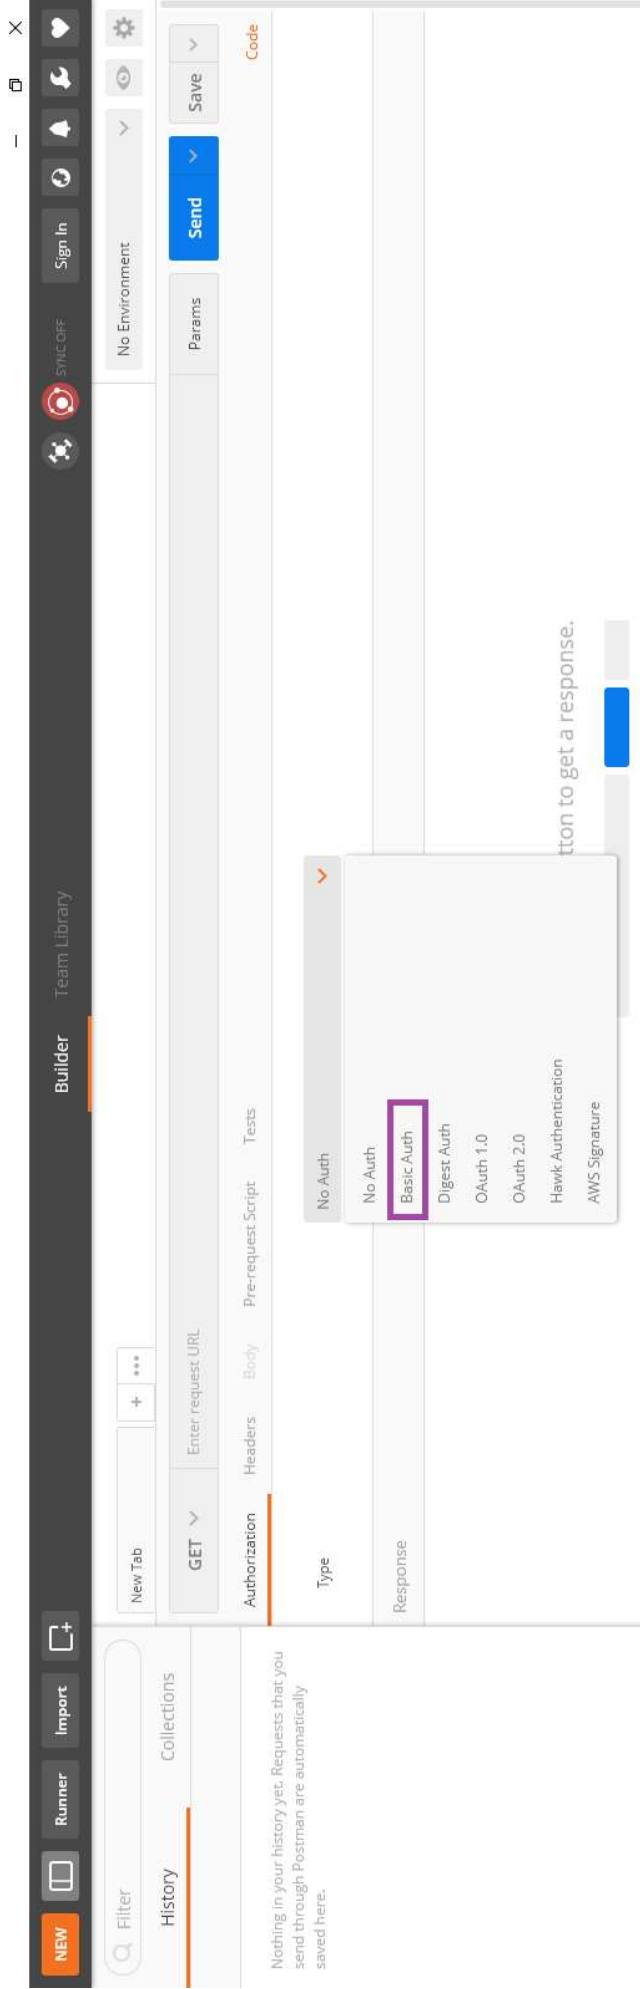 NEW
Runner
Import
Builder
Team Library
SYNC OFF
Sign In
Filter
History
Collections
Nothing in your history yet. Requests that you
send through Postman are automatically
saved here.
New Tab
+
•••
No Environment
GET
Enter request URL
Params
Send
Save
Authorization
Headers
Body
Pre-request Script
Tests
Code
Type
No Auth
No Auth
Basic Auth
Digest Auth
OAuth 1.0
OAuth 2.0
Hawk Authentication
AWS Signature
Response
tton to get a response.